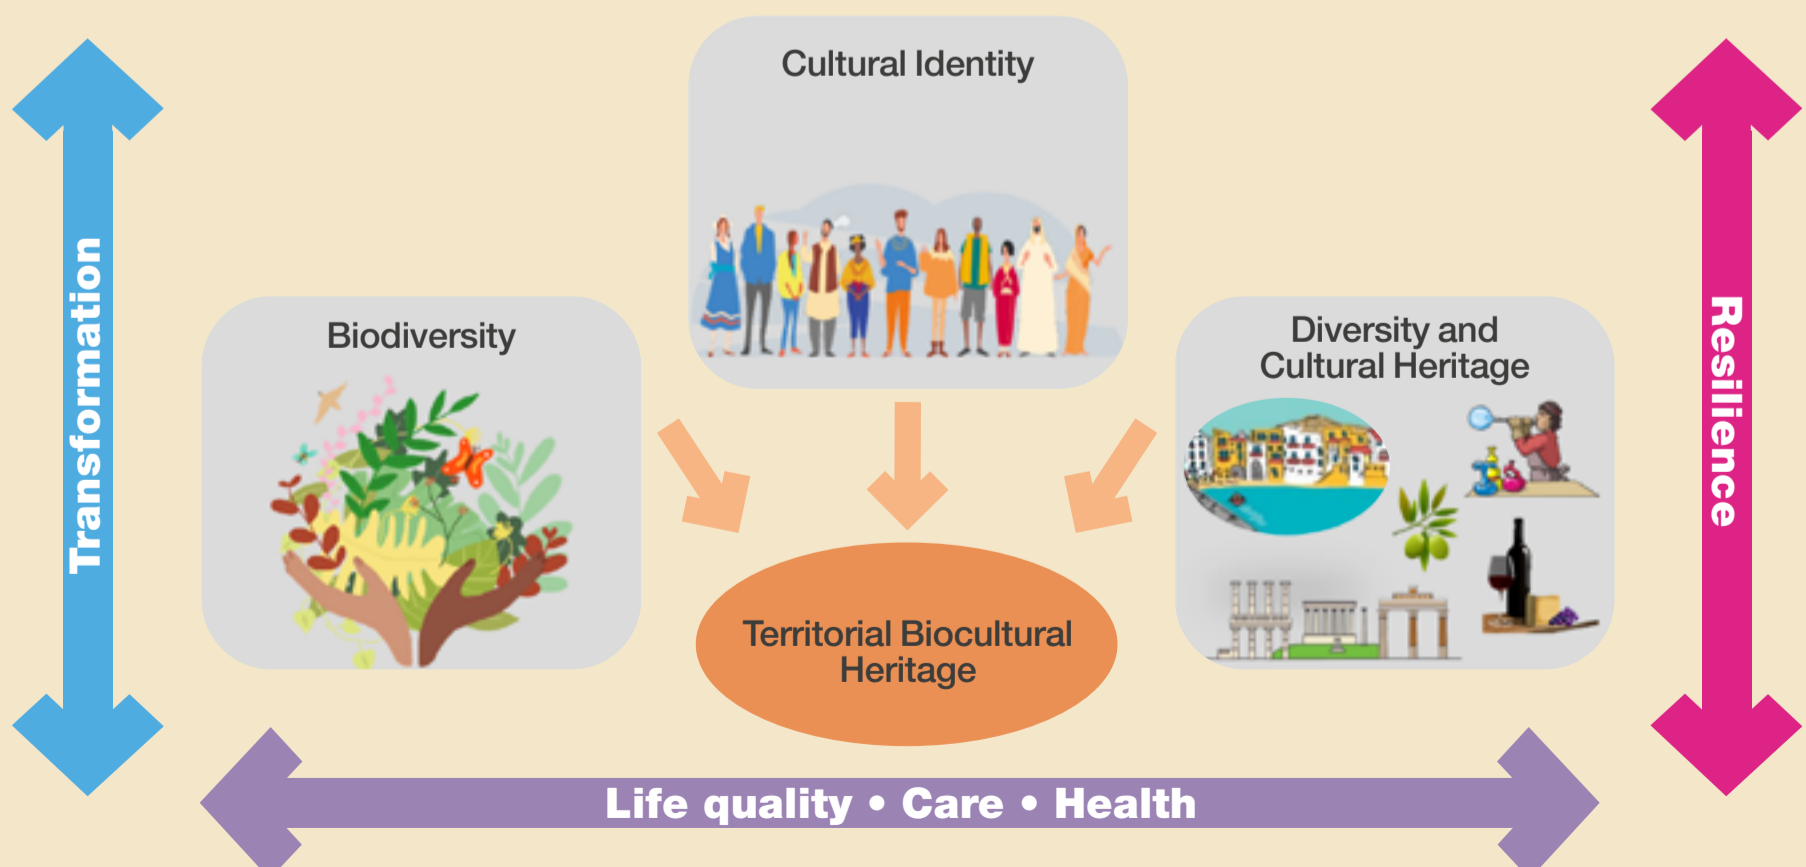 Cultural Identity
Transformation
Resilience
Biodiversity
Diversity and
Cultural Heritage
Territorial Biocultural
Heritage
Life quality • Care • Health